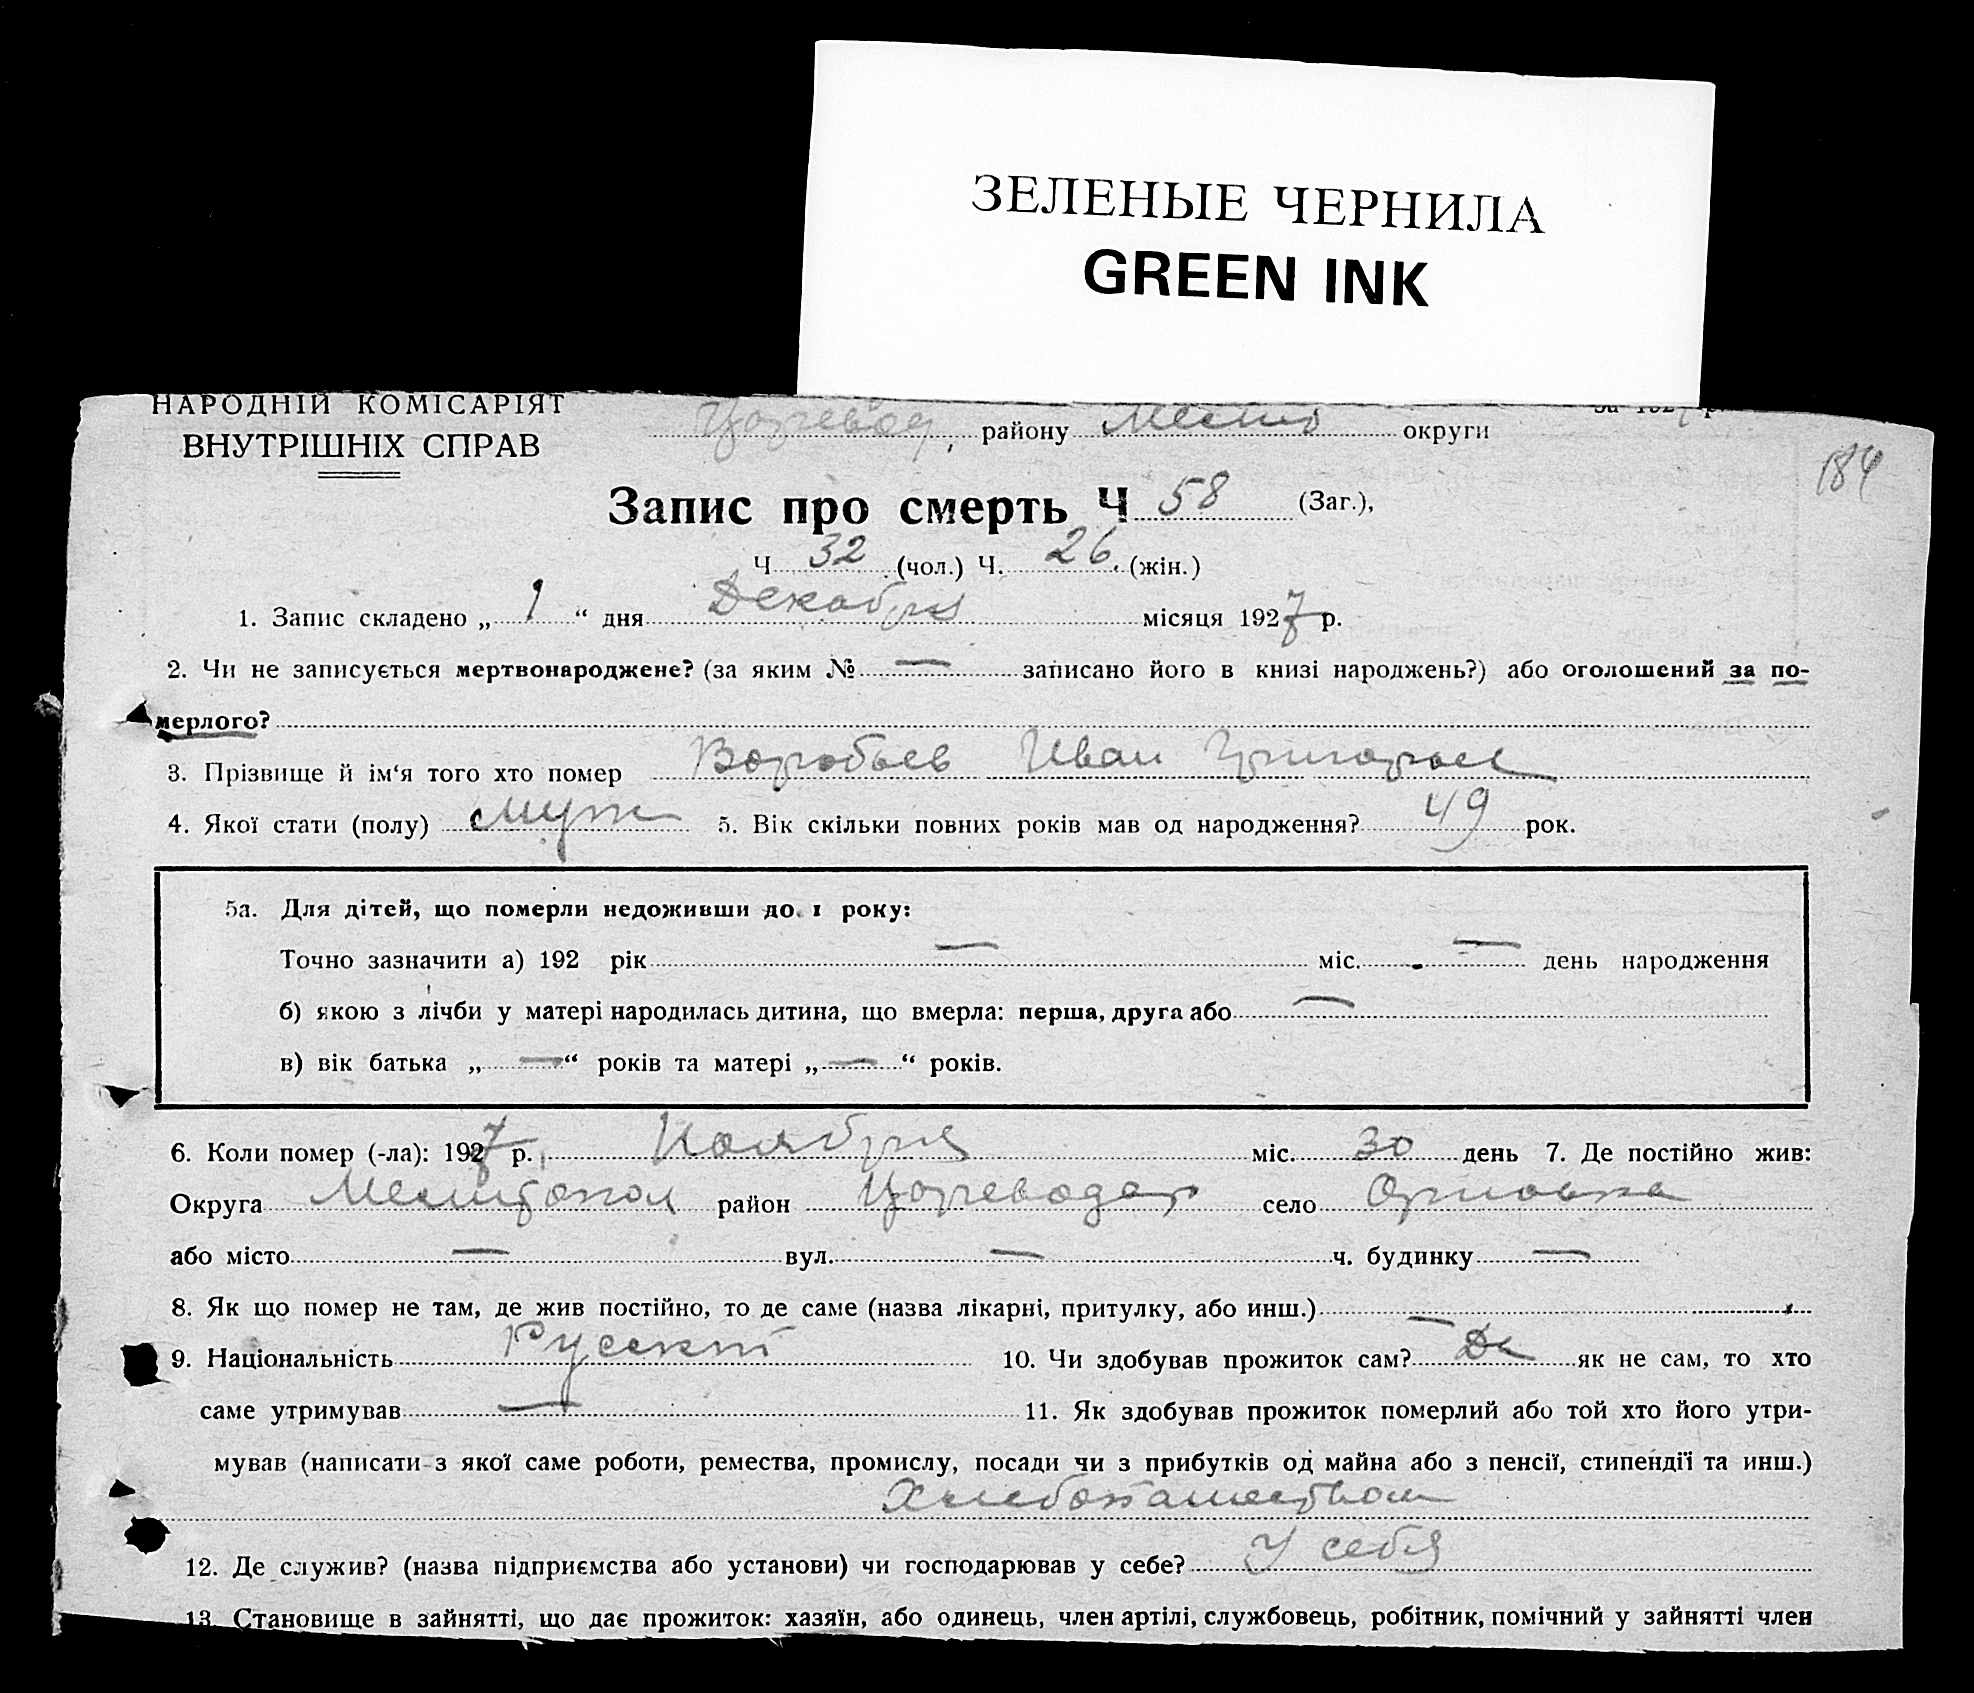 ЗЕЛЕНЫЕ ЧЕРНИЛА
GREEN INK
НАРОДНІЙ КОМІСАРІЯТ
ВНУТРІШНІХ СПРАВ
району округи
184
Запис про смерть Ч 58 (Заг.),
Ч 32 (чол.) Ч. 26 (жін.)
1. Запис складено „ 1 “ дня Декабря місяця 1927 р.
2. Чи не записується мертвонароджене? (за яким № — записано його в книзі народжень?) або оголошений за по-
мерлого?
3. Прізвище й ім'я того хто помер Воробьев Иван Григорьев
4. Якої стати (полу) муж 5. Вік скільки повних років мав од народження? 49 рок.
5а. Для дітей, що померли недоживши до 1 року:
Точно зазначити а) 192 рік — міс. — день народження
б) якою з лічби у матері народилась дитина, що вмерла: перша, друга або —
в) вік батька „ — “ років та матері „ — “ років.
6. Коли помер (-ла): 1927 р. Ноября міс. 30 день 7. Де постійно жив:
Округа Мелитопол район село Орловка
або місто — вул. — ч. будинку —
8. Як що помер не там, де жив постійно, то де саме (назва лікарні, притулку, або инш.) —
9. Національність Русский 10. Чи здобував прожиток сам? Да як не сам, то хто
саме утримував — 11. Як здобував прожиток померлий або той хто його утри-
мував (написати з якої саме роботи, ремества, промислу, посади чи з прибутків од майна або з пенсії, стипендії та инш.)
Хлебопашеством
12. Де служив? (назва підприємства або установи) чи господарював у себе? У себя
13. Становище в зайнятті, що дає прожиток: хазяїн, або одинець, член артілі, службовець, робітник, помічний у зайнятті член